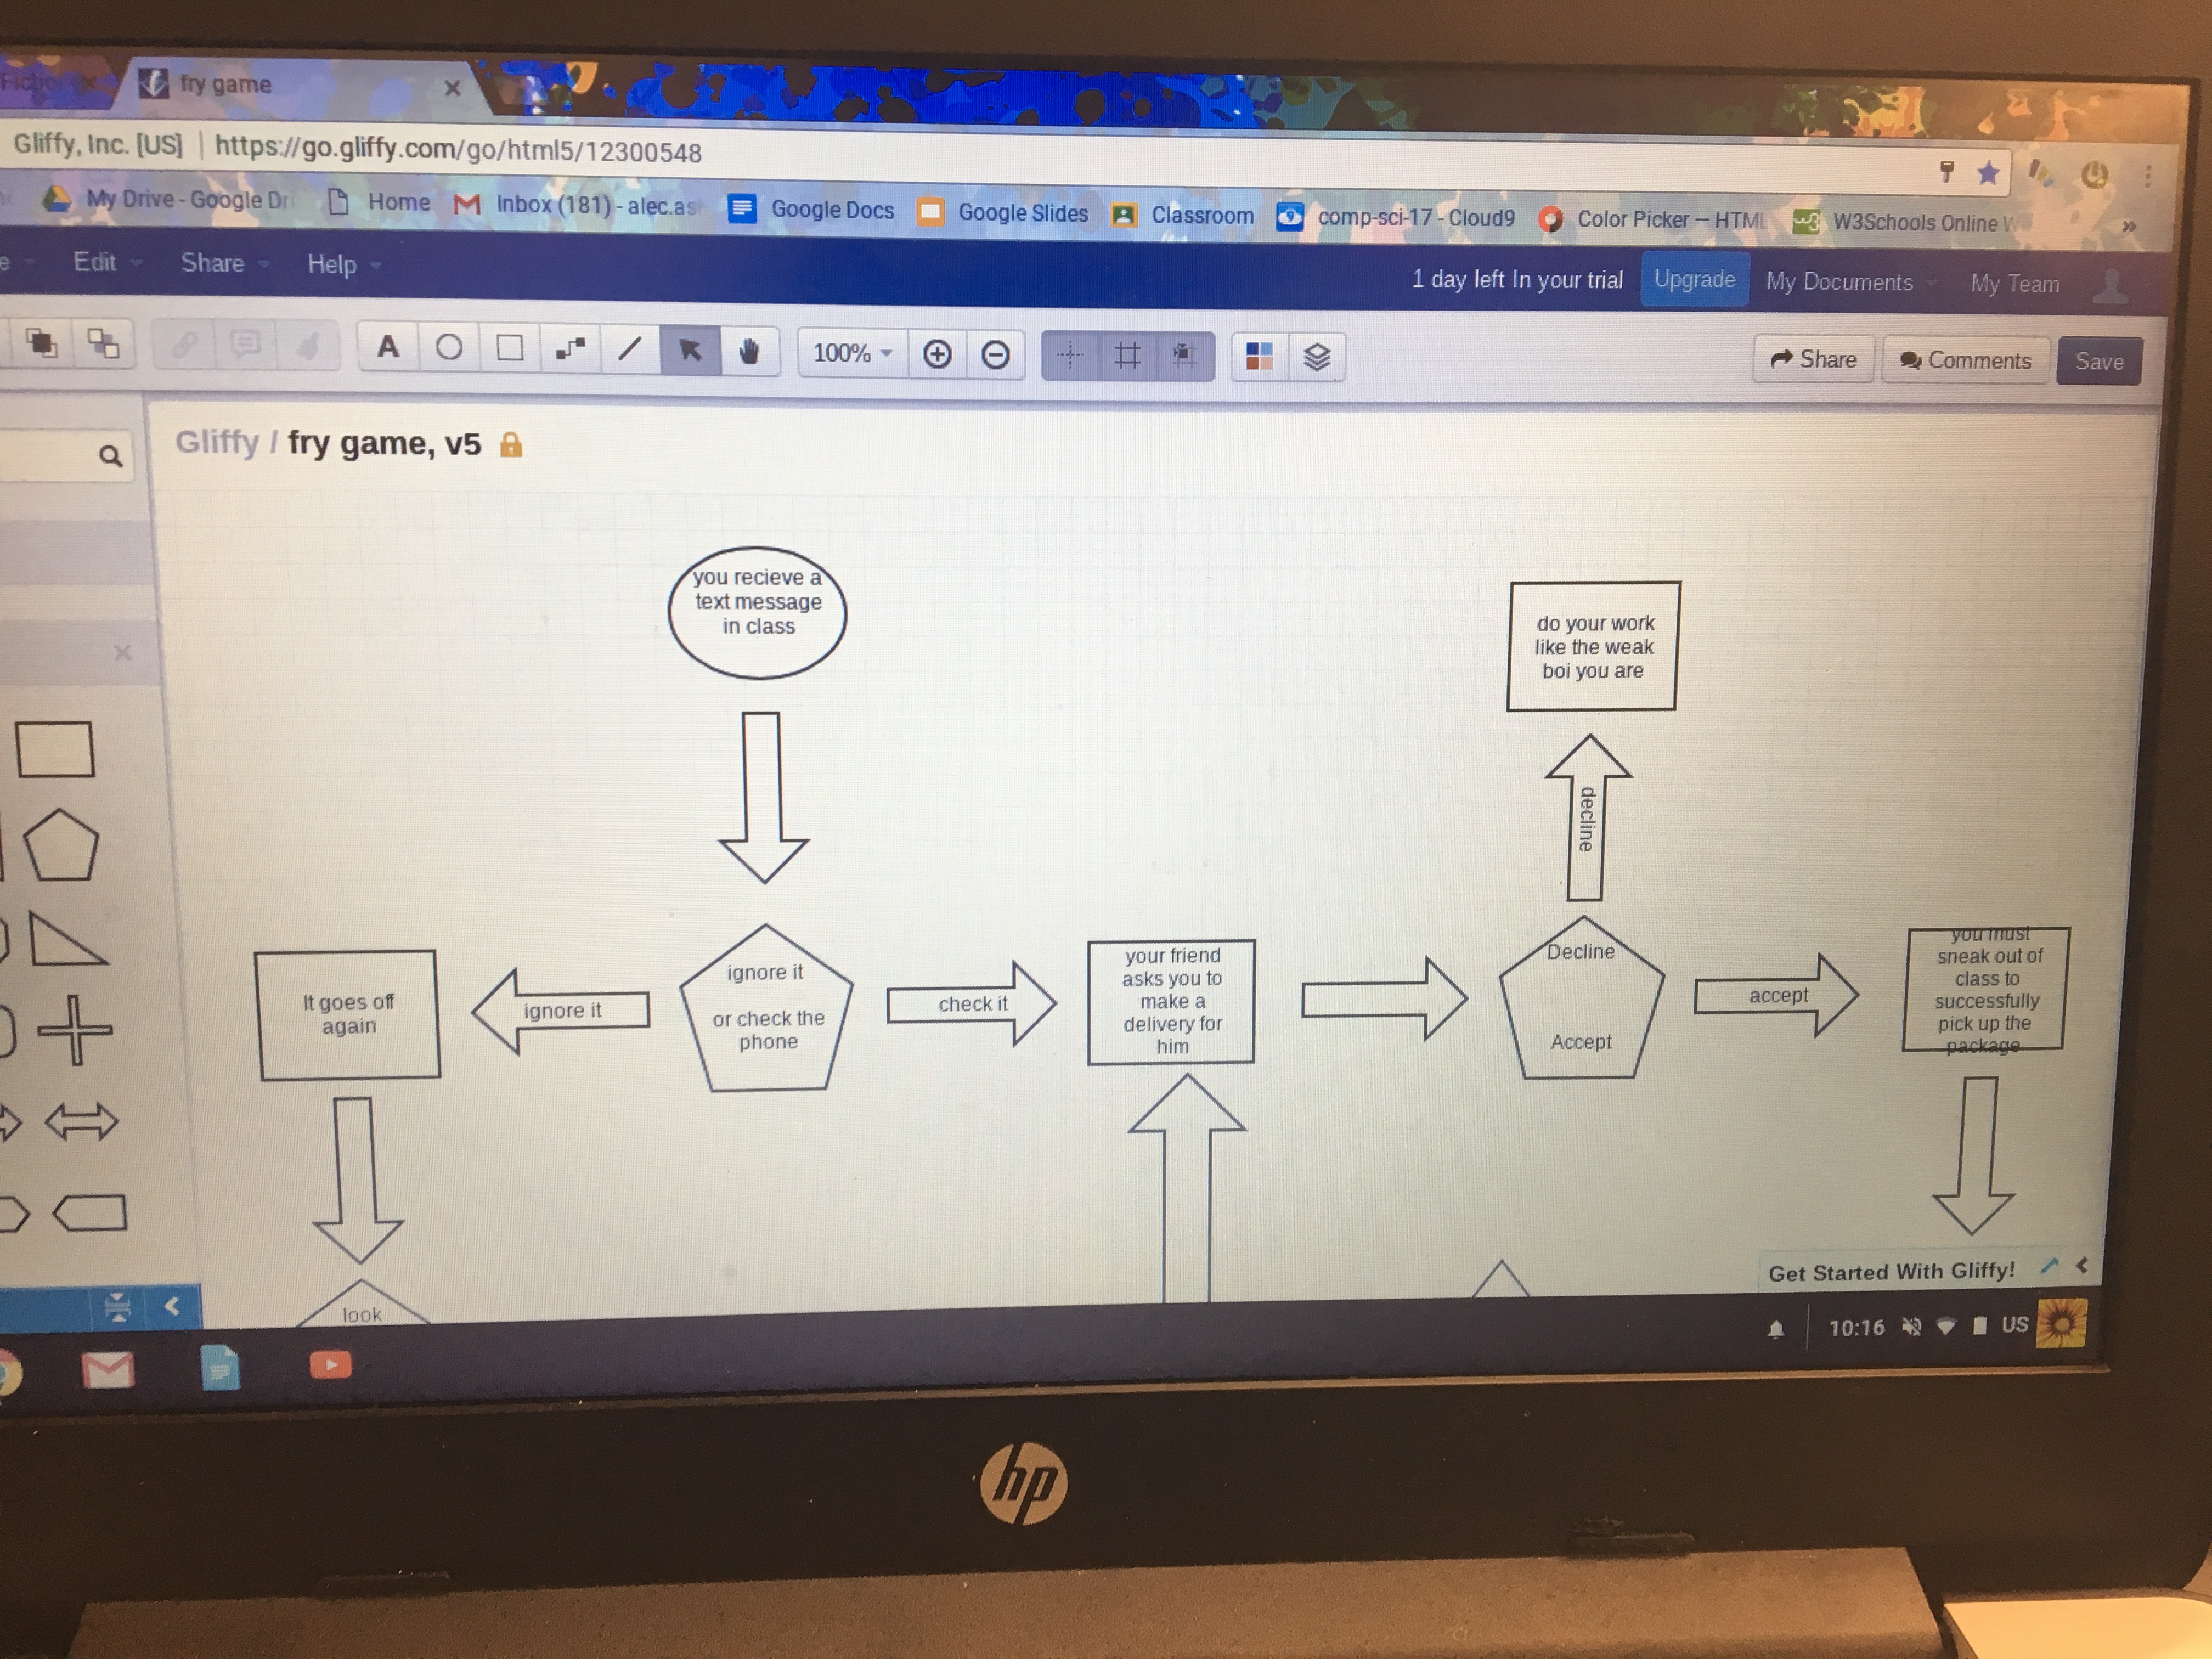 fry game
Gliffy, Inc. [US] | https://go.gliffy.com/go/html5/12300548
My Drive - Google Dr
Home
Inbox (181) - alec.as
Google Docs
Google Slides
Classroom
comp-sci-17 - Cloud9
Color Picker — HTML
W3Schools Online W
»
Edit
Share
Help
1 day left In your trial
Upgrade
My Documents
My Team
A
100%
Share
Comments
Save
Gliffy / fry game, v5
you recieve a
text message
in class
do your work
like the weak
boi you are
decline
It goes off
again
ignore it
ignore it
or check the
phone
check it
your friend
asks you to
make a
delivery for
him
Decline
Accept
accept
you must
sneak out of
class to
successfully
pick up the
package
look
Get Started With Gliffy!
10:16
US
hp